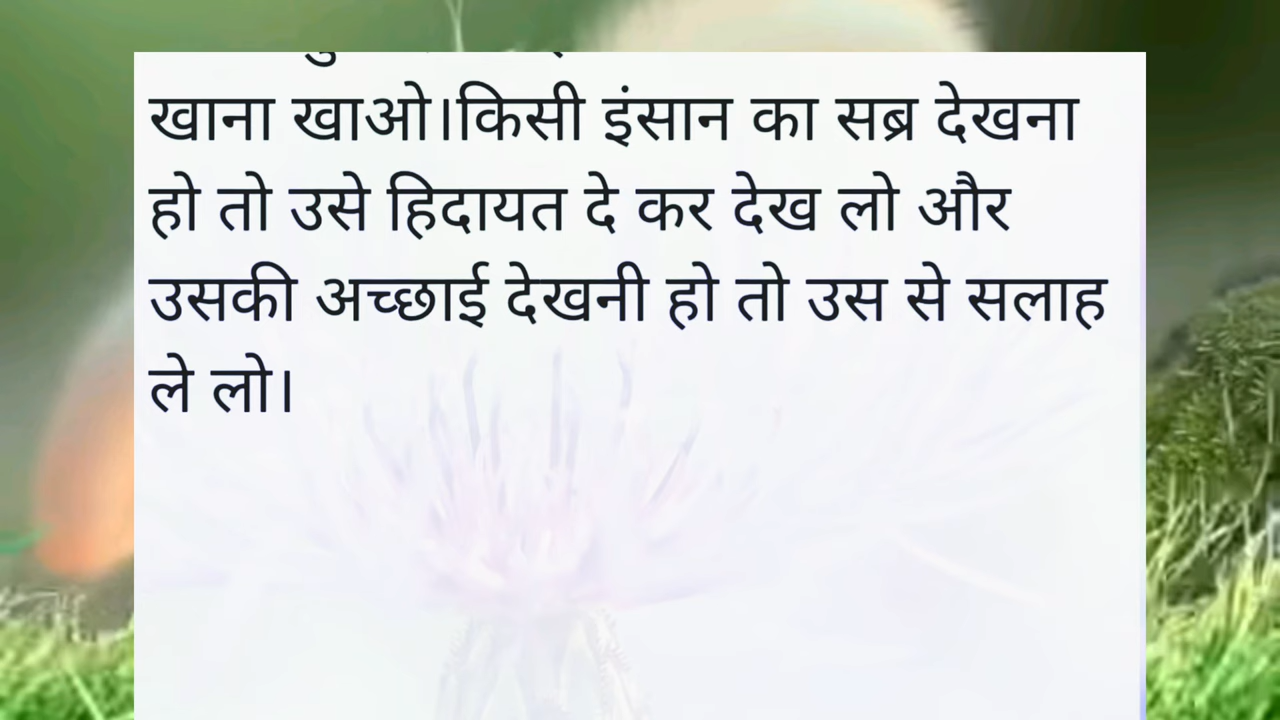 खाना खाओ।किसी इंसान का सब्र देखना
हो तो उसे हिदायत दे कर देख लो और
उसकी अच्छाई देखनी हो तो उस से सलाह
ले लो।